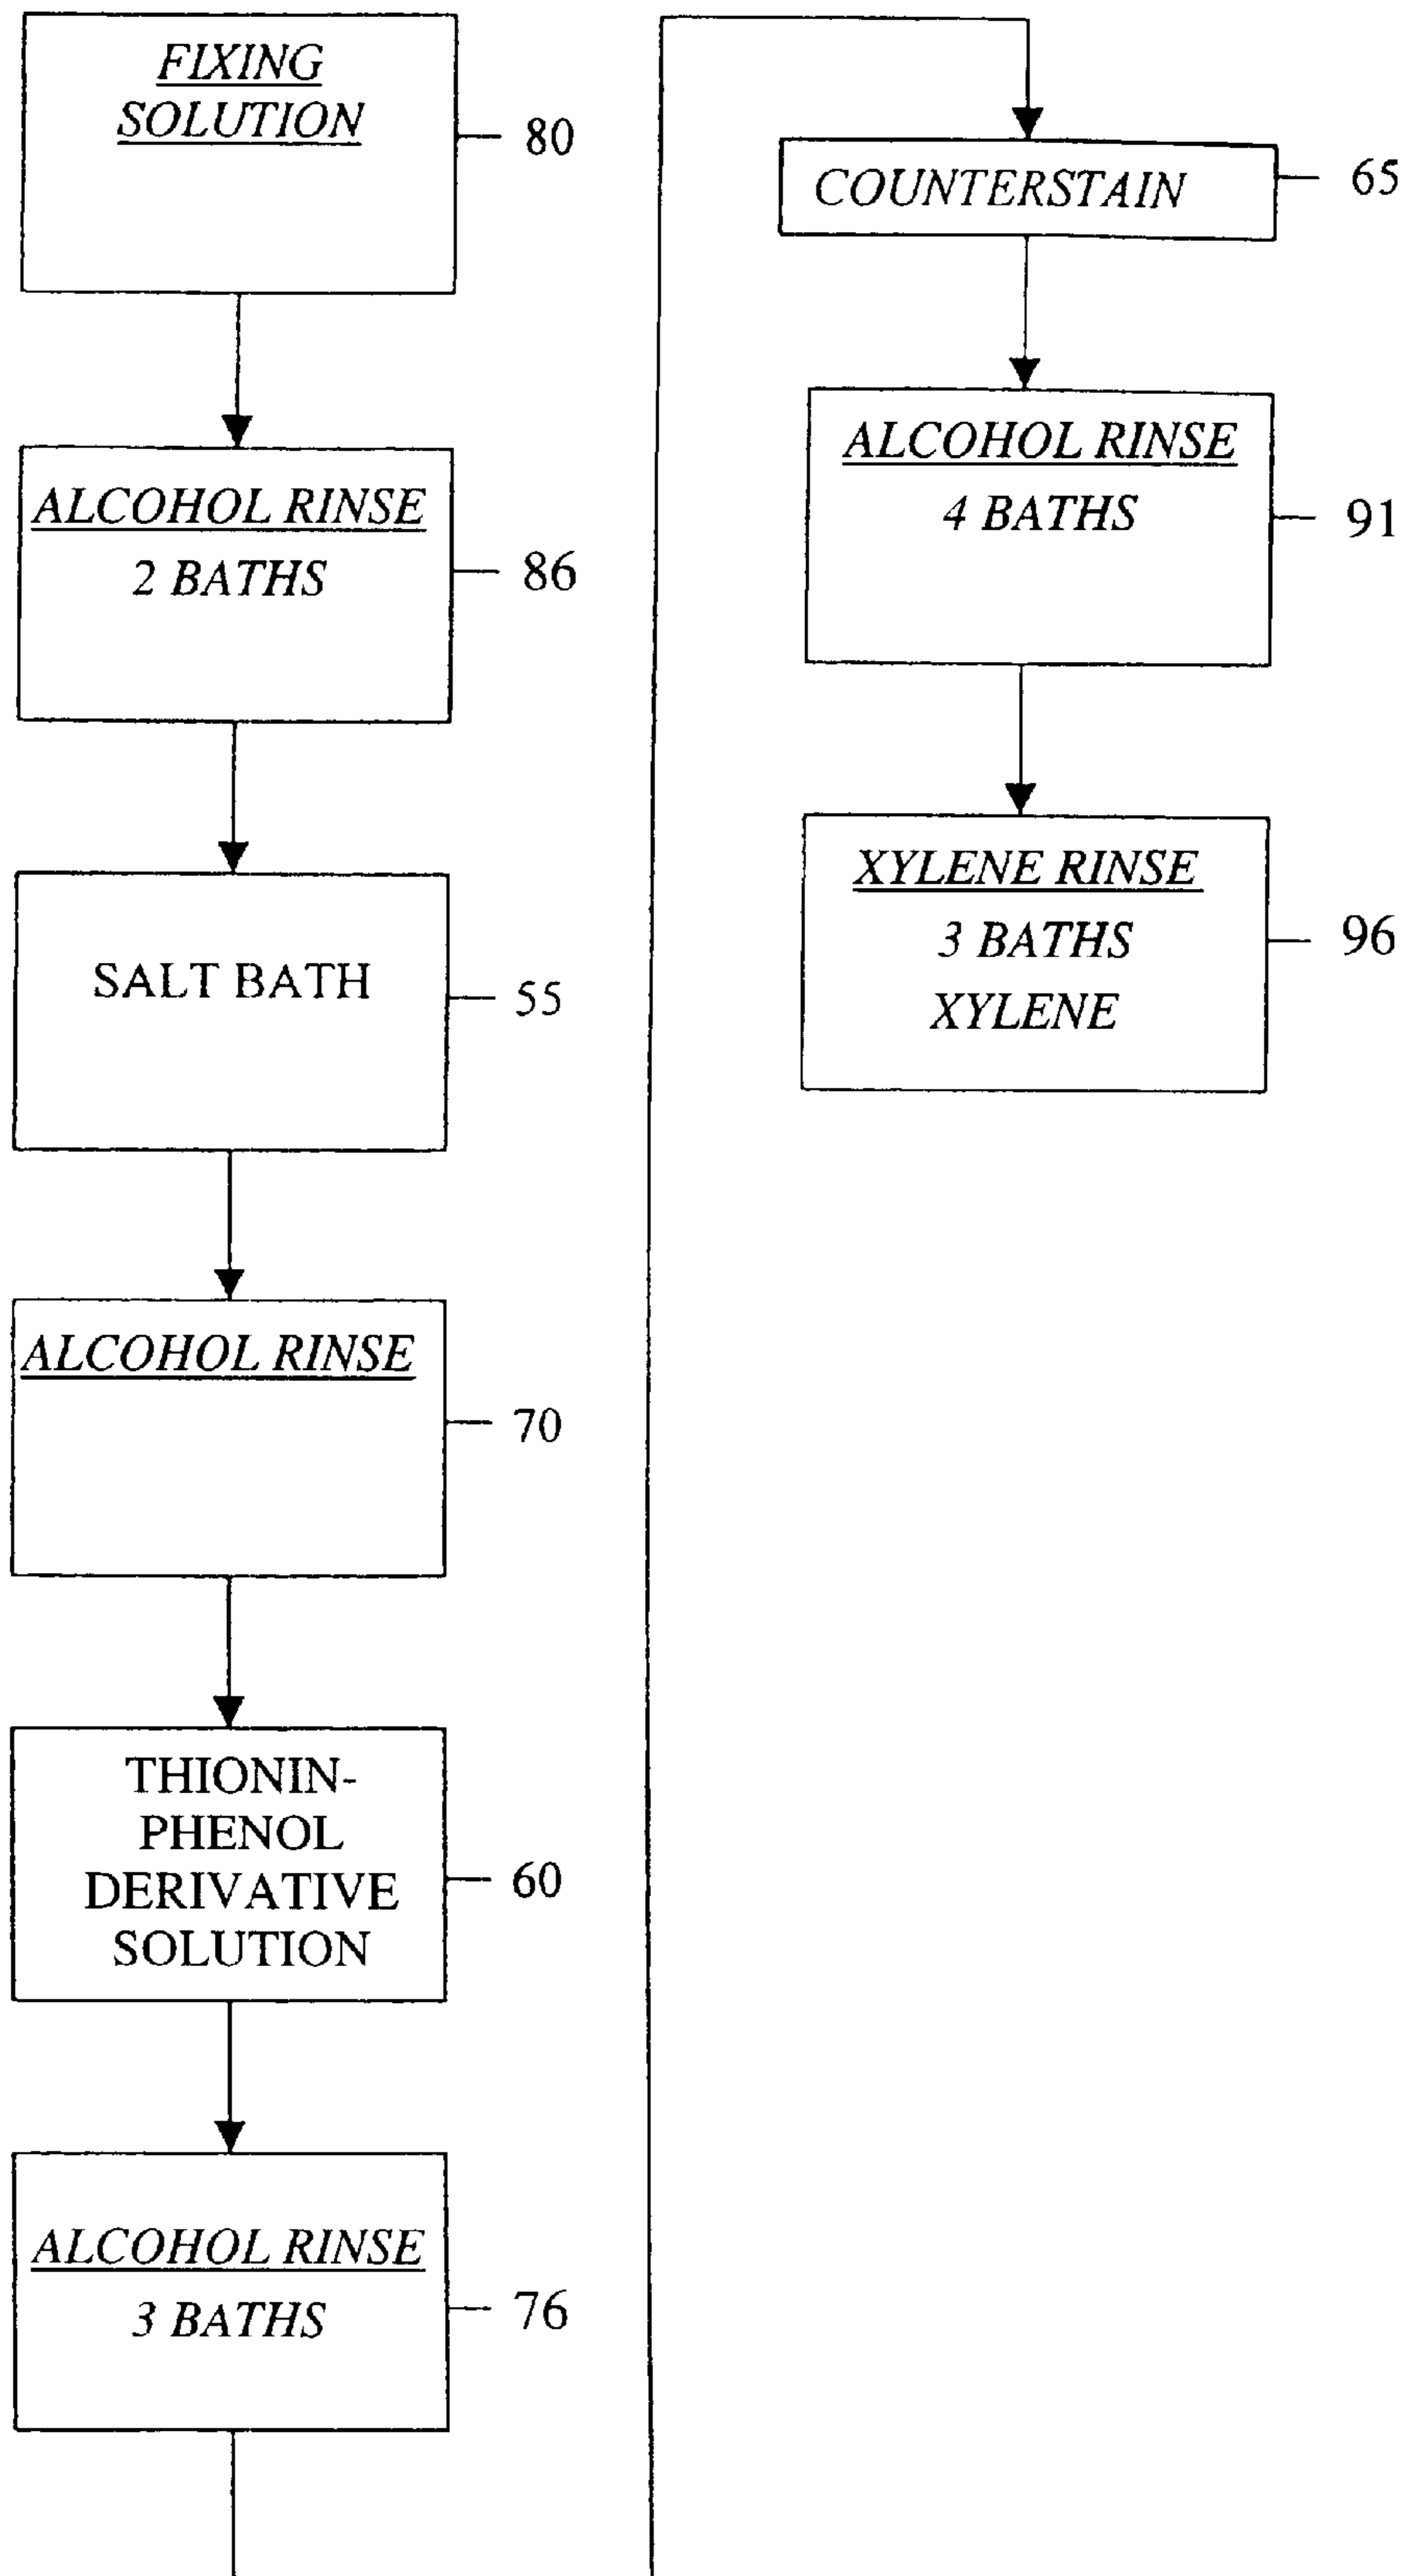 FIXING
SOLUTION
80
ALCOHOL RINSE
2 BATHS
86
SALT BATH
55
ALCOHOL RINSE
70
THIONIN-
PHENOL
DERIVATIVE
SOLUTION
60
ALCOHOL RINSE
3 BATHS
76
COUNTERSTAIN
65
ALCOHOL RINSE
4 BATHS
91
XYLENE RINSE
3 BATHS
XYLENE
96